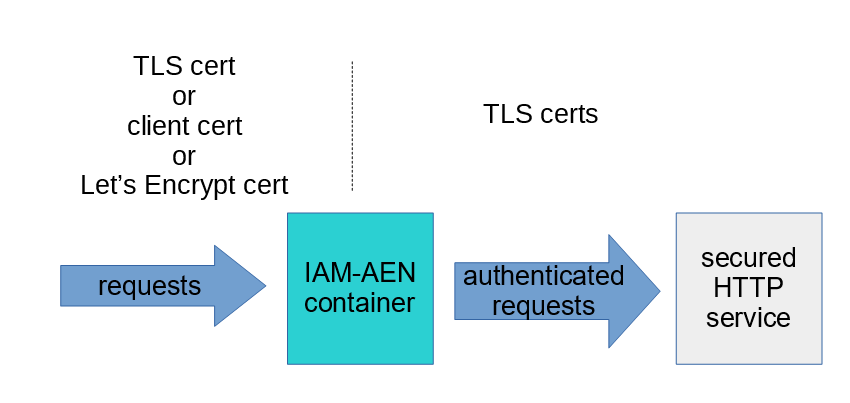 TLS cert
or
client cert
or
Let’s Encrypt cert
TLS certs
requests
IAM-AEN
container
authenticated
requests
secured
HTTP
service